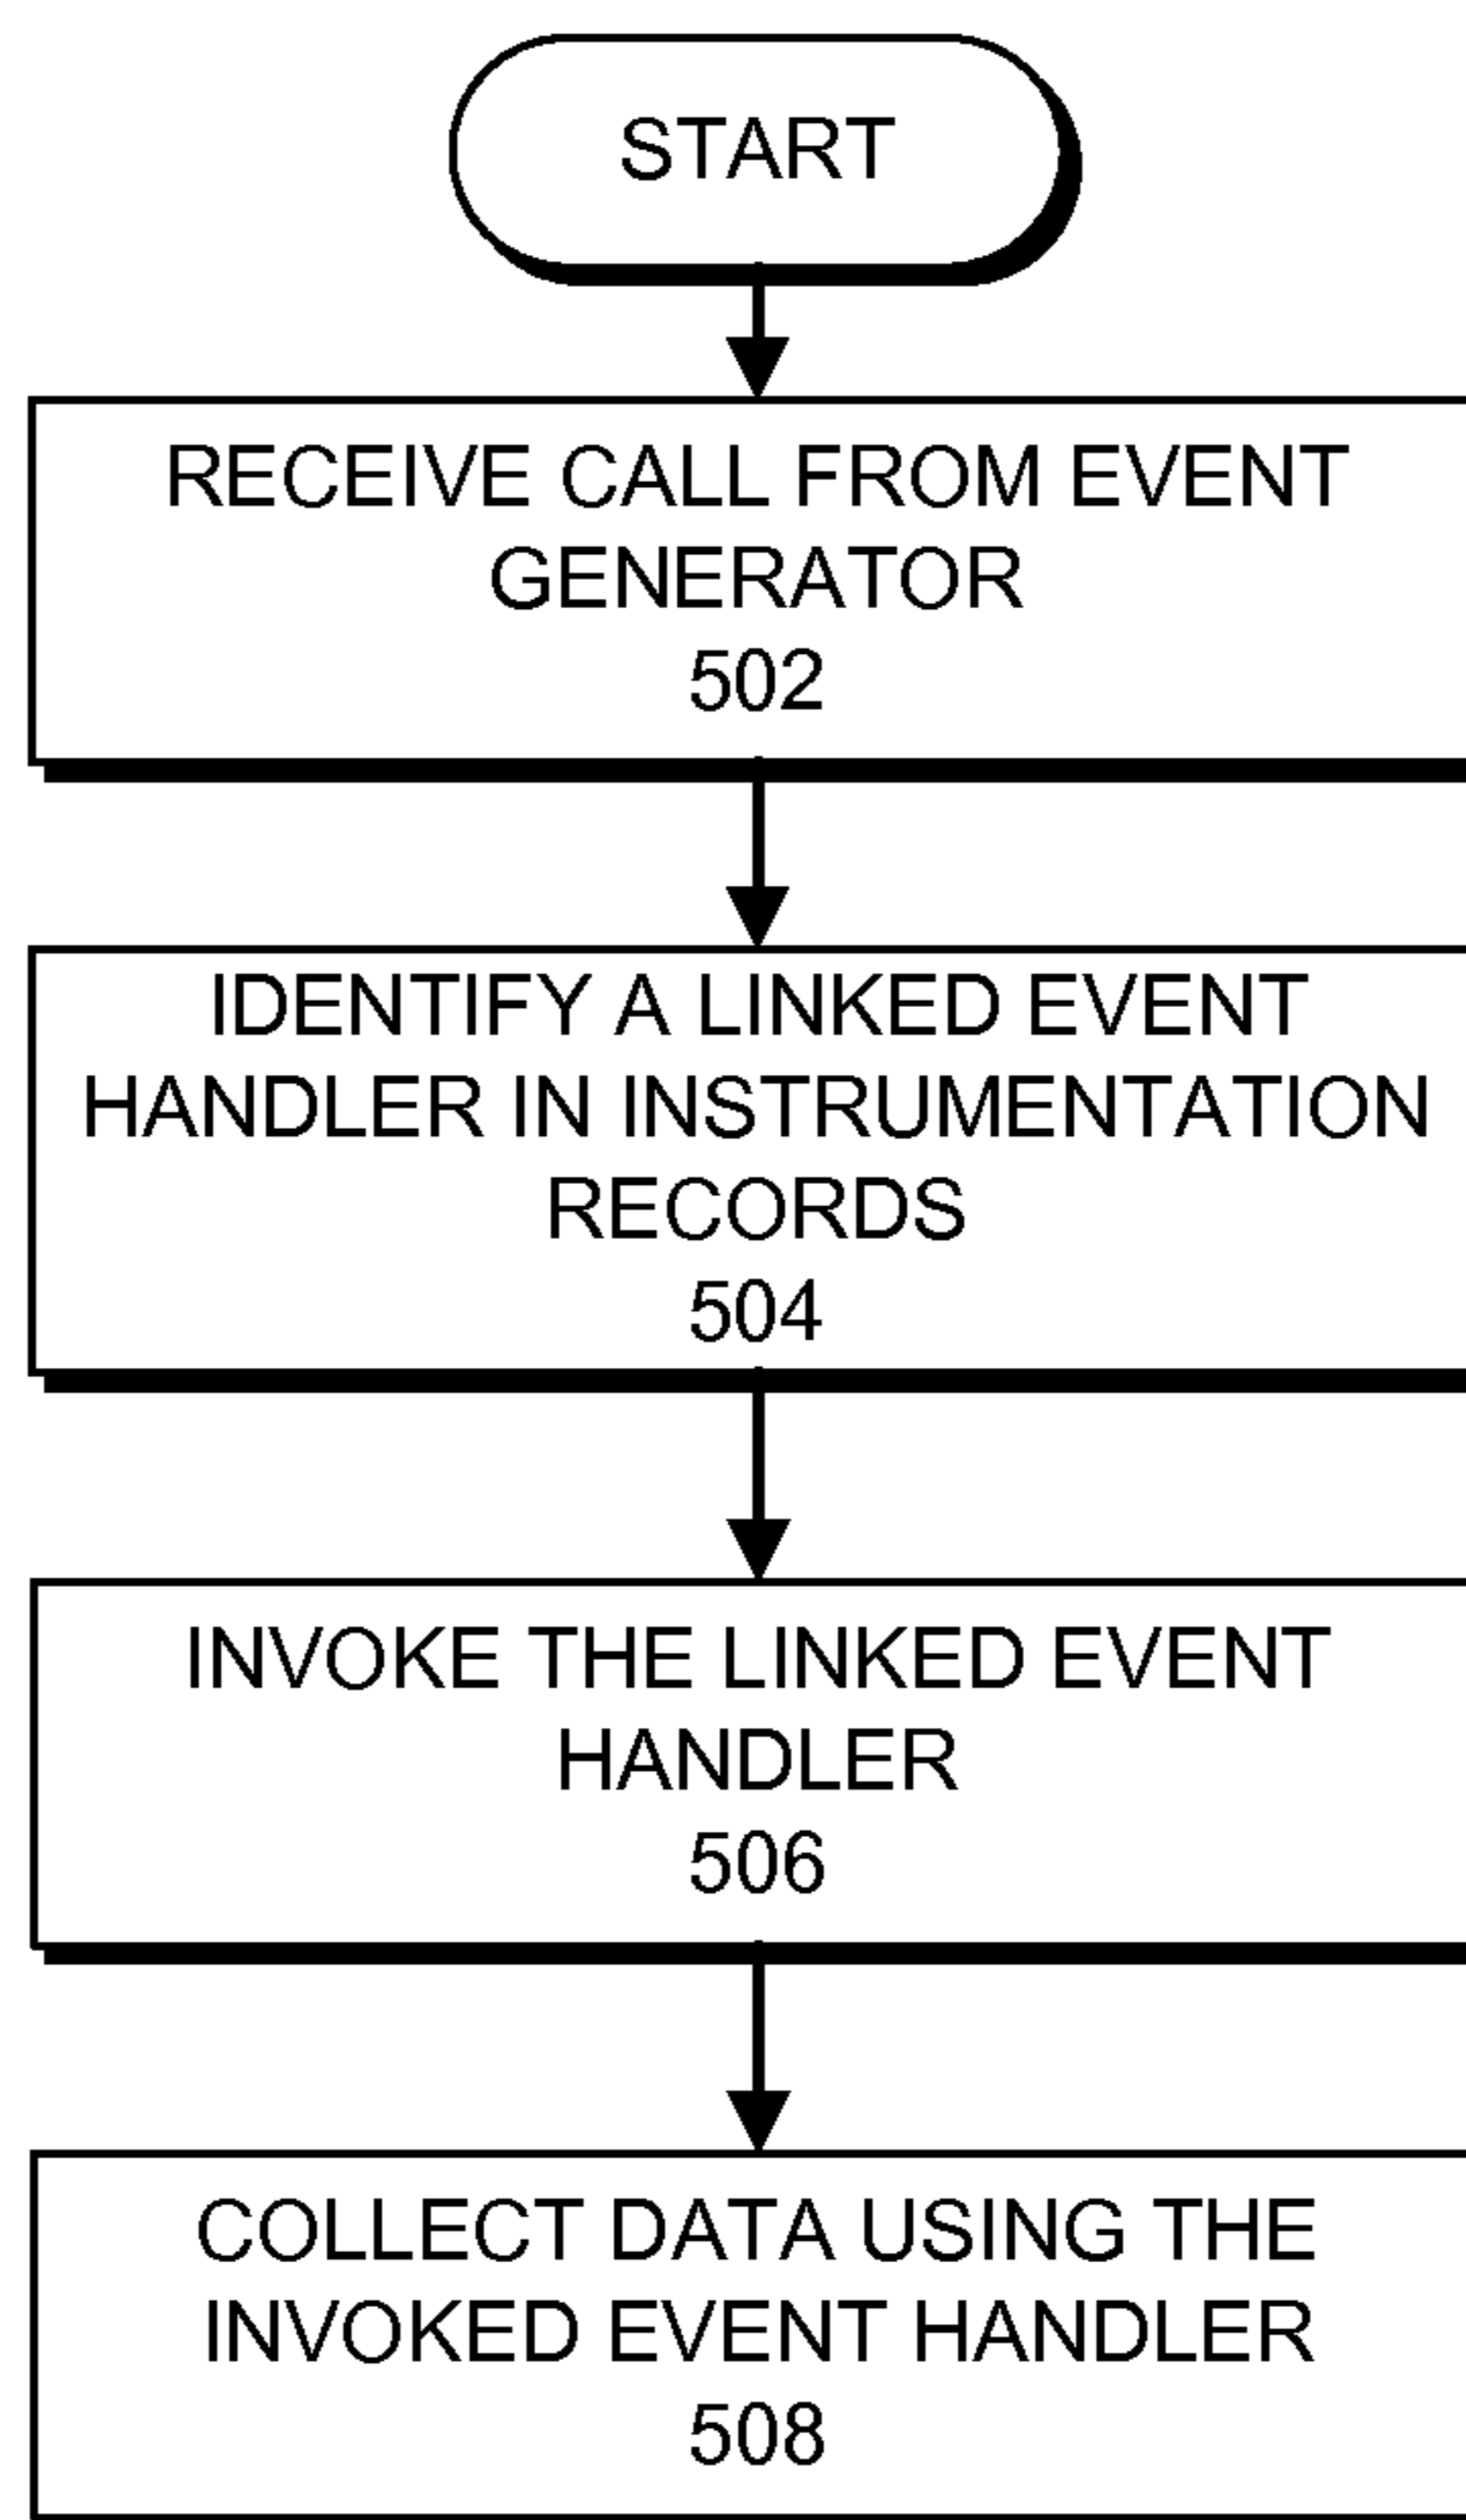 START
RECEIVE CALL FROM EVENT
GENERATOR
502
IDENTIFY A LINKED EVENT
HANDLER IN INSTRUMENTATION
RECORDS
504
INVOKE THE LINKED EVENT
HANDLER
506
COLLECT DATA USING THE
INVOKED EVENT HANDLER
508